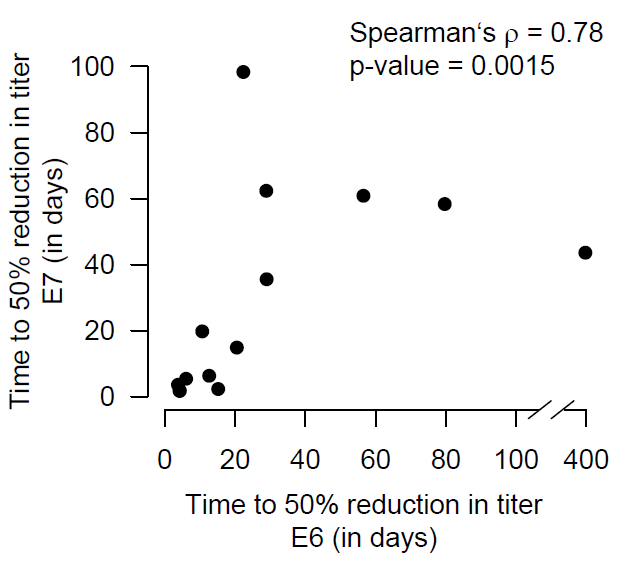 Spearman‘s ρ = 0.78
p-value = 0.0015
Time to 50% reduction in titer
E7 (in days)
100
80
60
40
20
0
0 20 40 60 80 100 400
Time to 50% reduction in titer
E6 (in days)